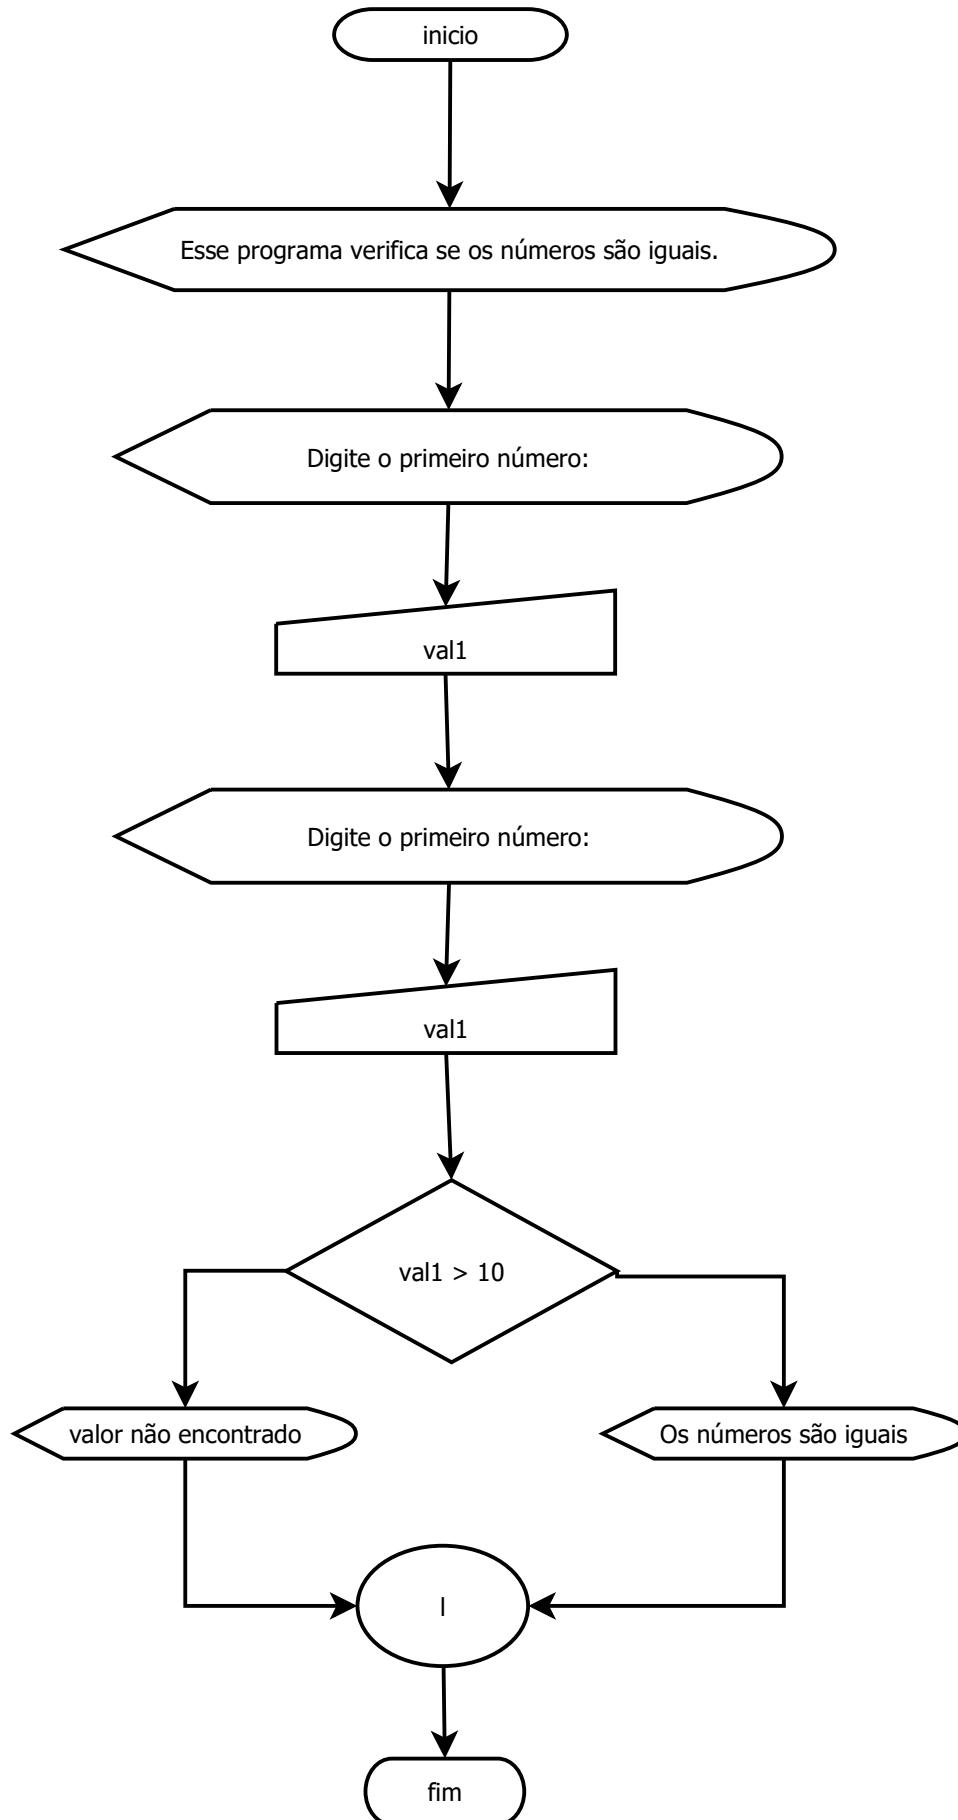 inicio
Esse programa verifica se os números são iguais.
Digite o primeiro número:
val1
Digite o primeiro número:
val1
val1 > 10
valor não encontrado
Os números são iguais
I
fim